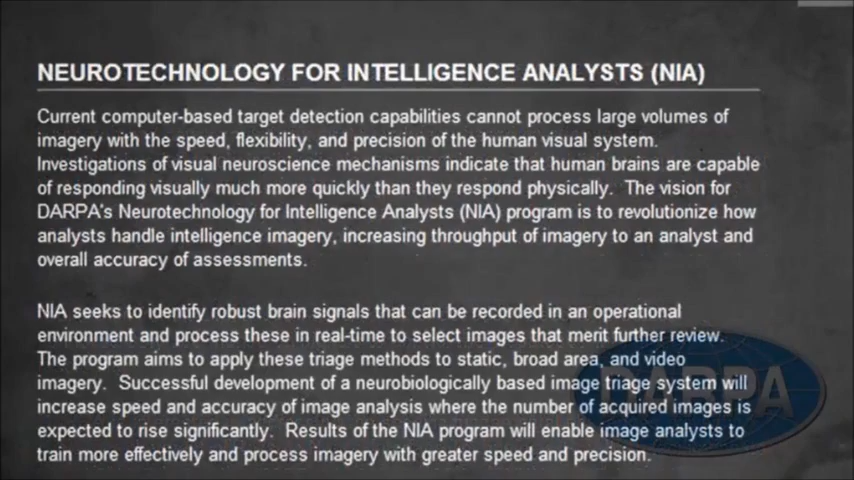 NEUROTECHNOLOGY FOR INTELLIGENCE ANALYSTS (NIA)
Current computer-based target detection capabilities cannot process large volumes of
imagery with the speed, flexibility, and precision of the human visual system.
Investigations of visual neuroscience mechanisms indicate that human brains are capable
of responding visually much more quickly than they respond physically.  The vision for
DARPA's Neurotechnology for Intelligence Analysts (NIA) program is to revolutionize how
analysts handle intelligence imagery, increasing throughput of imagery to an analyst and
overall accuracy of assessments.
NIA seeks to identify robust brain signals that can be recorded in an operational
environment and process these in real-time to select images that merit further review.
The program aims to apply these triage methods to static, broad area, and video
imagery.  Successful development of a neurobiologically based image triage system will
increase speed and accuracy of image analysis where the number of acquired images is
expected to rise significantly.  Results of the NIA program will enable image analysts to
train more effectively and process imagery with greater speed and precision.
DARPA